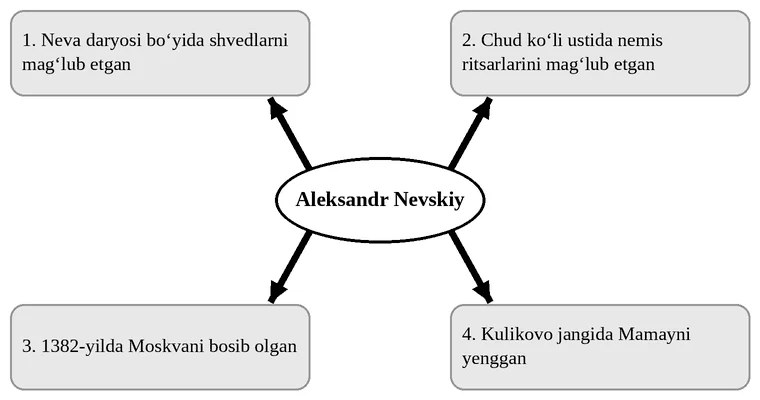 1. Neva daryosi bo‘yida shvedlarni
mag‘lub etgan
2. Chud ko‘li ustida nemis
ritsarlarini mag‘lub etgan
Aleksandr Nevskiy
3. 1382-yilda Moskvani bosib olgan
4. Kulikovo jangida Mamayni
yenggan